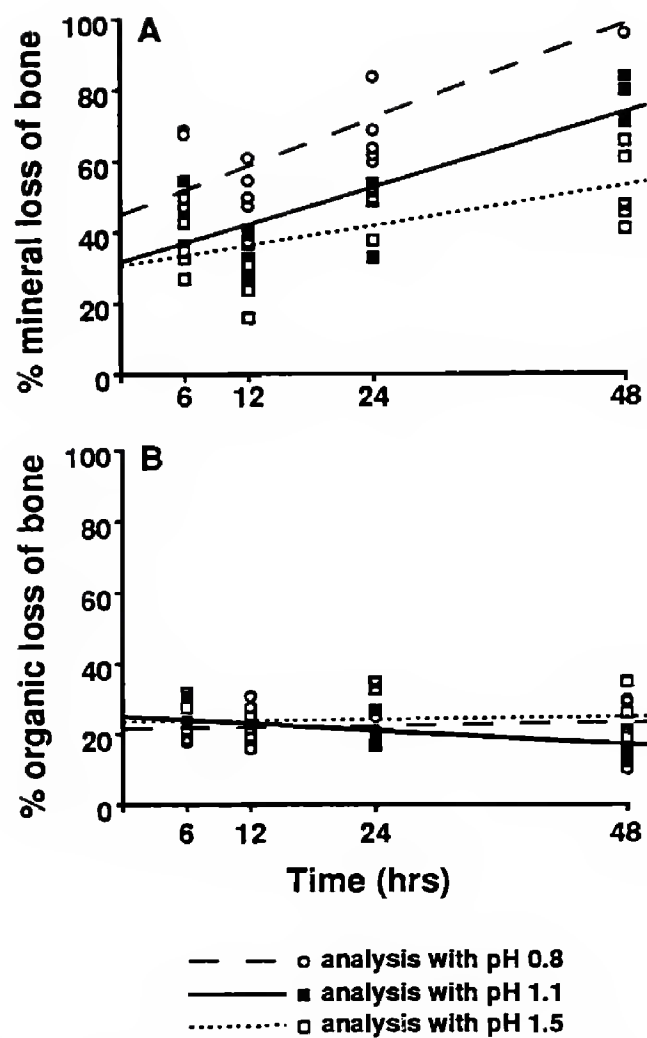 100
A
80
60
40
20
0
% mineral loss of bone
6 12 24 48
100
B
80
60
40
20
0
% organic loss of bone
6 12 24 48
Time (hrs)
analysis with pH 0.8
analysis with pH 1.1
analysis with pH 1.5